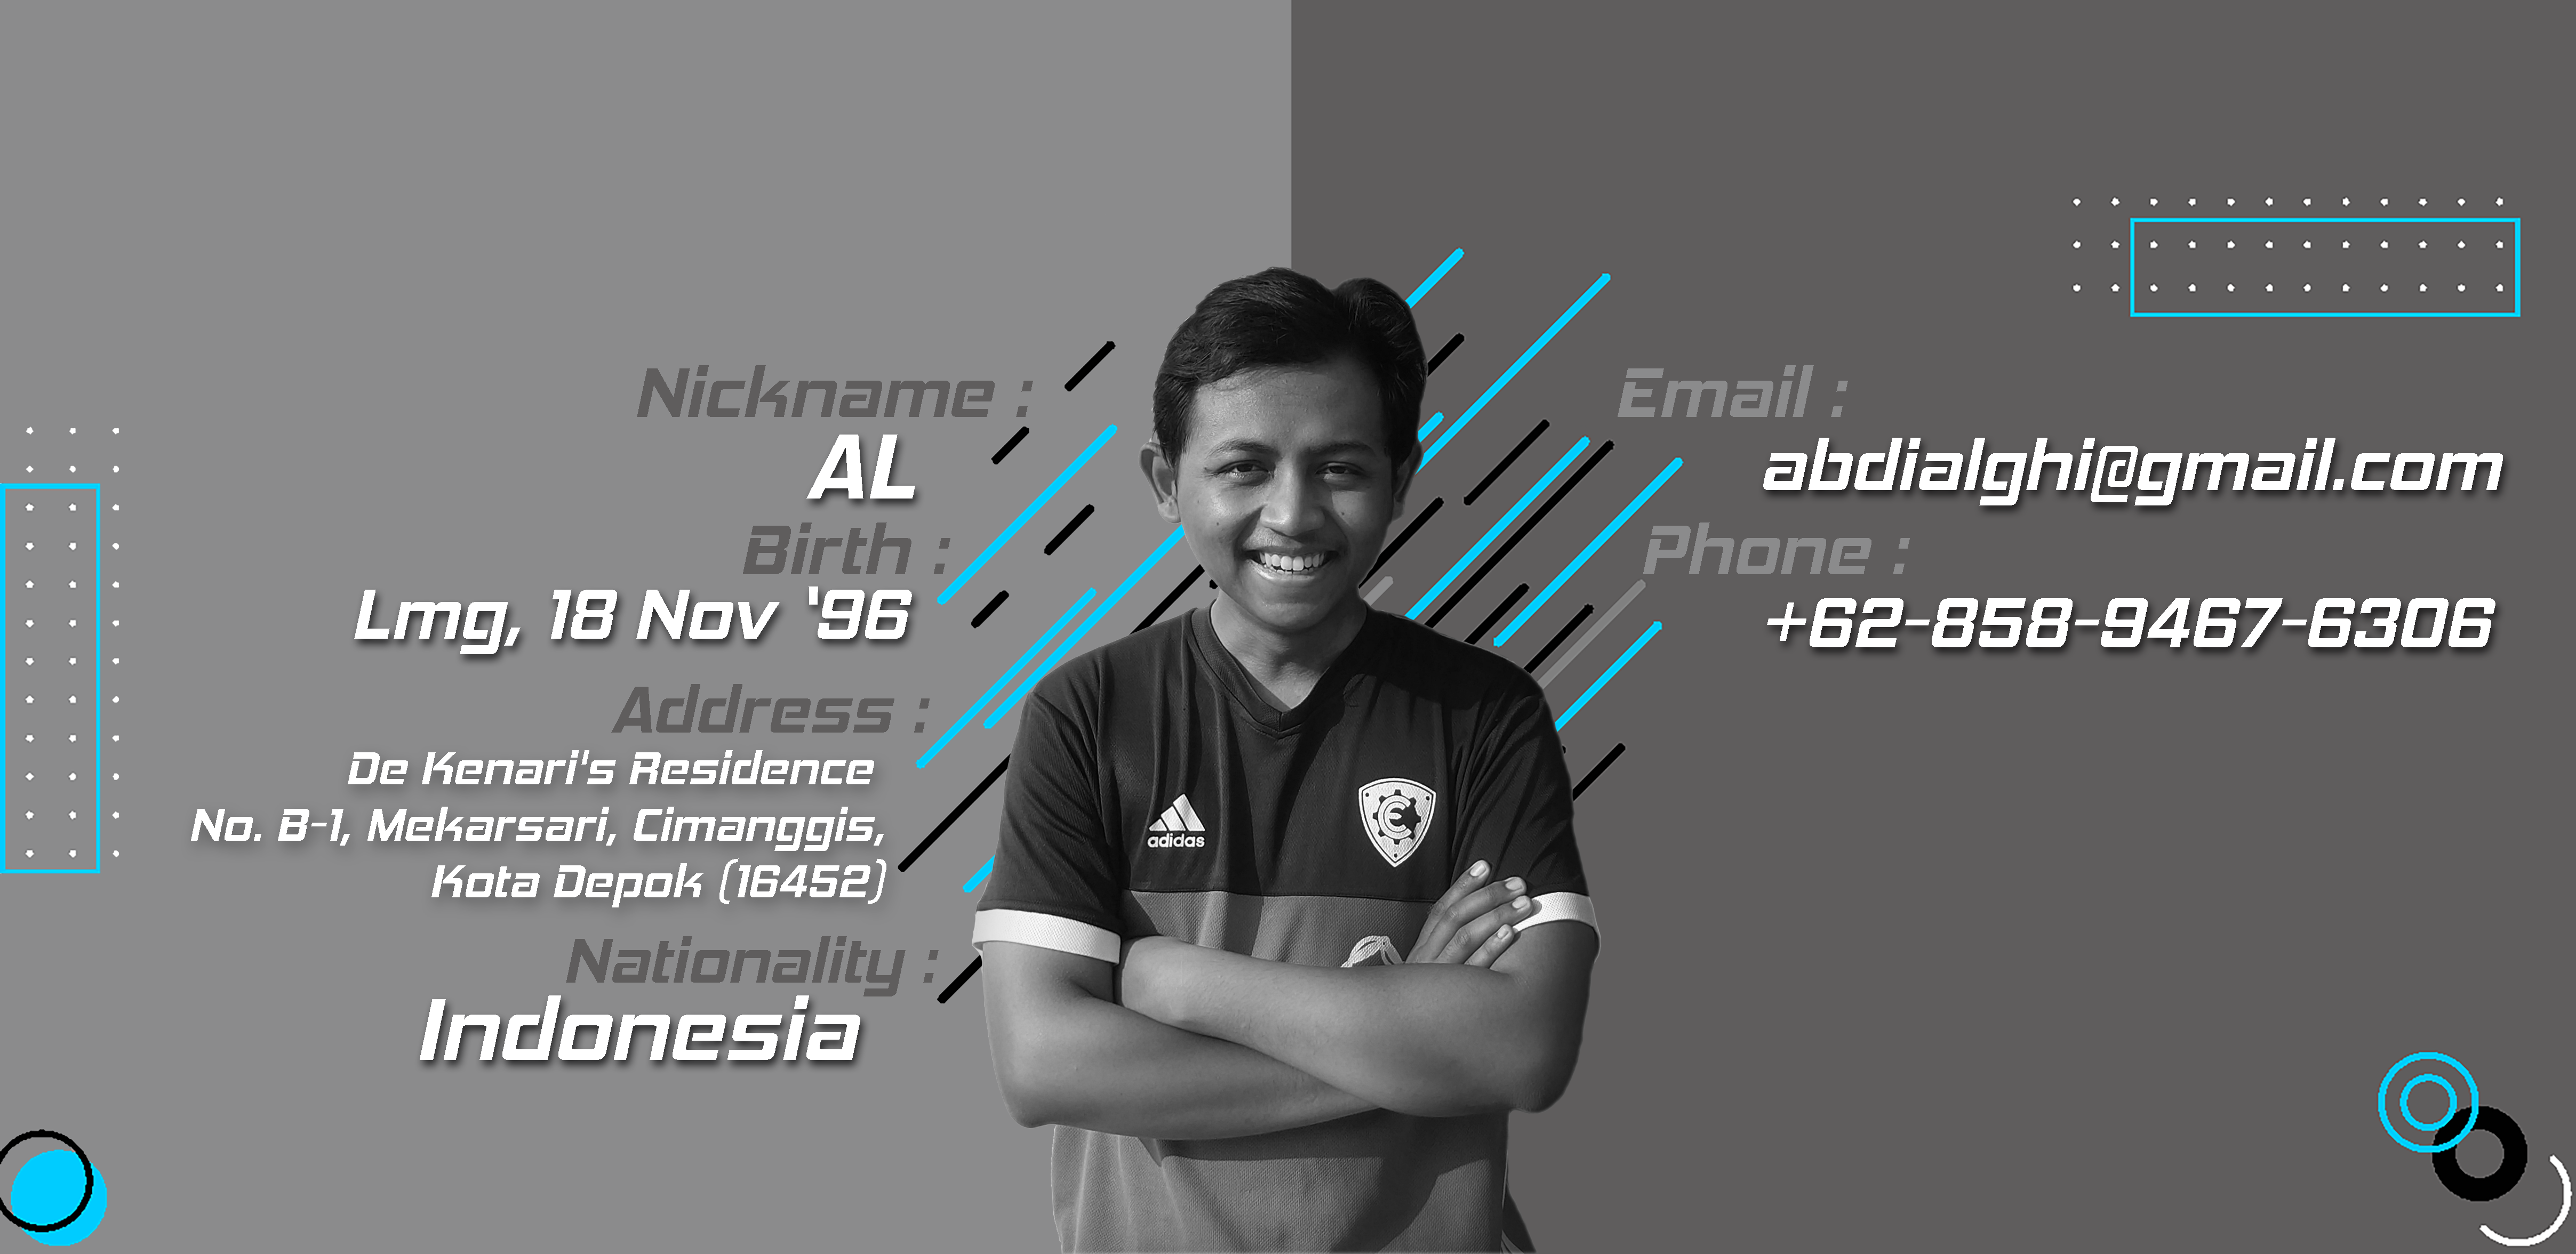 Nickname :
AL
Birth :
Lmg, 18 Nov '96
Address :
De Kenari's Residence
No. B-1, Mekarsari, Cimanggis,
Kota Depok (16452)
Nationality :
Indonesia
Email :
abdialghi@gmail.com
Phone :
+62-858-9467-6306
adidas